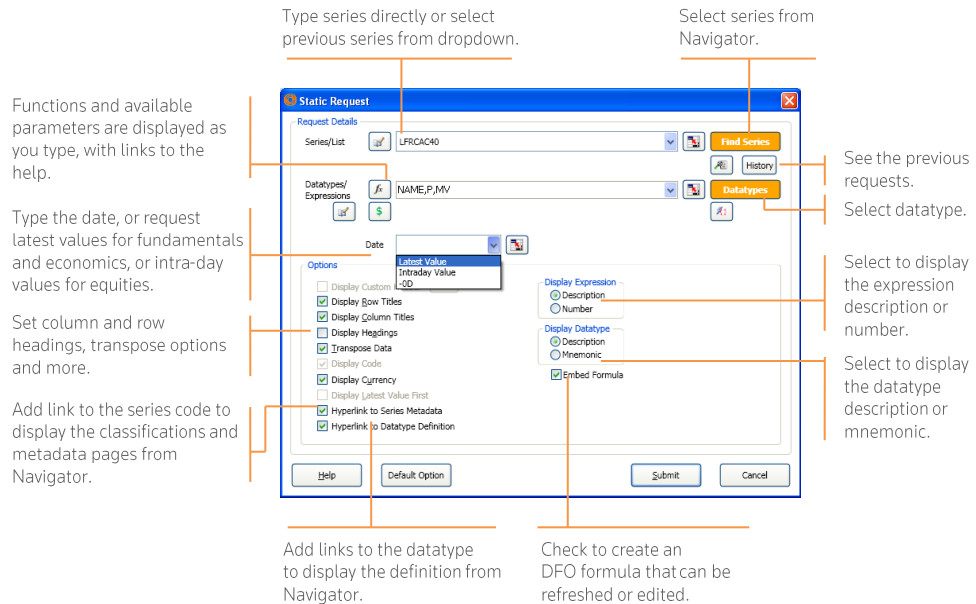 Type series directly or select
previous series from dropdown.
Select series from
Navigator.
Functions and available
parameters are displayed as
you type, with links to the
help.
Type the date, or request
latest values for fundamentals
and economics, or intra-day
values for equities.
Set column and row
headings, transpose options
and more.
Add link to the series code to
display the classifications and
metadata pages from
Navigator.
Static Request
Request Details
Series/List
LFRCAC40
Find Series
History
Datatypes/
Expressions
fx
NAME,P,MV
Datatypes
$
Date
Latest Value
Intraday Value
-0D
Options
Display Custom
Display Row Titles
Display Column Titles
Display Headings
Transpose Data
Display Code
Display Currency
Display Latest Value First
Hyperlink to Series Metadata
Hyperlink to Datatype Definition
Display Expression
Description
Number
Display Datatype
Description
Mnemonic
Embed Formula
Help
Default Option
Submit
Cancel
See the previous
requests.
Select datatype.
Select to display
the expression
description or
number.
Select to display
the datatype
description or
mnemonic.
Add links to the datatype
to display the definition from
Navigator.
Check to create an
DFO formula that can be
refreshed or edited.